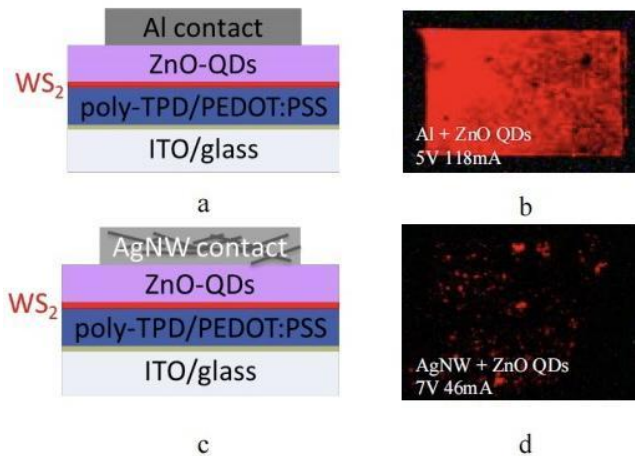 Al contact
ZnO-QDs
WS₂
poly-TPD/PEDOT:PSS
ITO/glass
a
Al + ZnO QDs
5V 118mA
b
AgNW contact
ZnO-QDs
WS₂
poly-TPD/PEDOT:PSS
ITO/glass
c
AgNW + ZnO QDs
7V 46mA
d